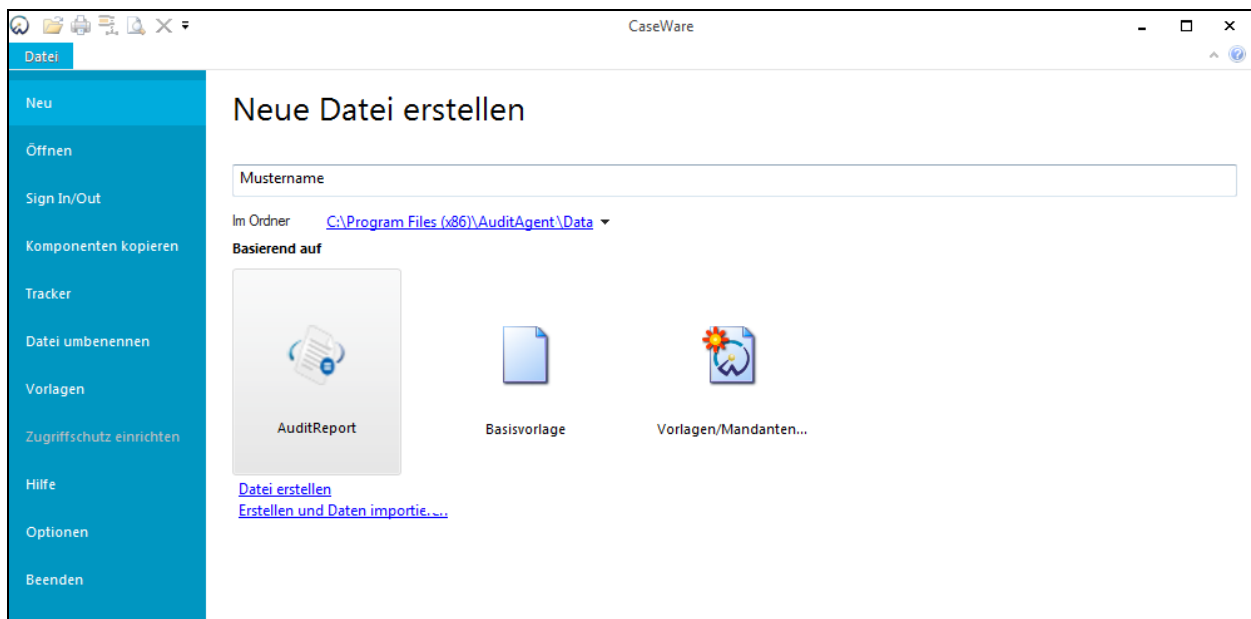 CaseWare
Datei
Neu
Öffnen
Sign In/Out
Komponenten kopieren
Tracker
Datei umbenennen
Vorlagen
Zugriffschutz einrichten
Hilfe
Optionen
Beenden
Neue Datei erstellen
Mustername
Im Ordner C:\Program Files (x86)\AuditAgent\Data
Basierend auf
AuditReport
Basisvorlage
Vorlagen/Mandanten...
Datei erstellen
Erstellen und Daten